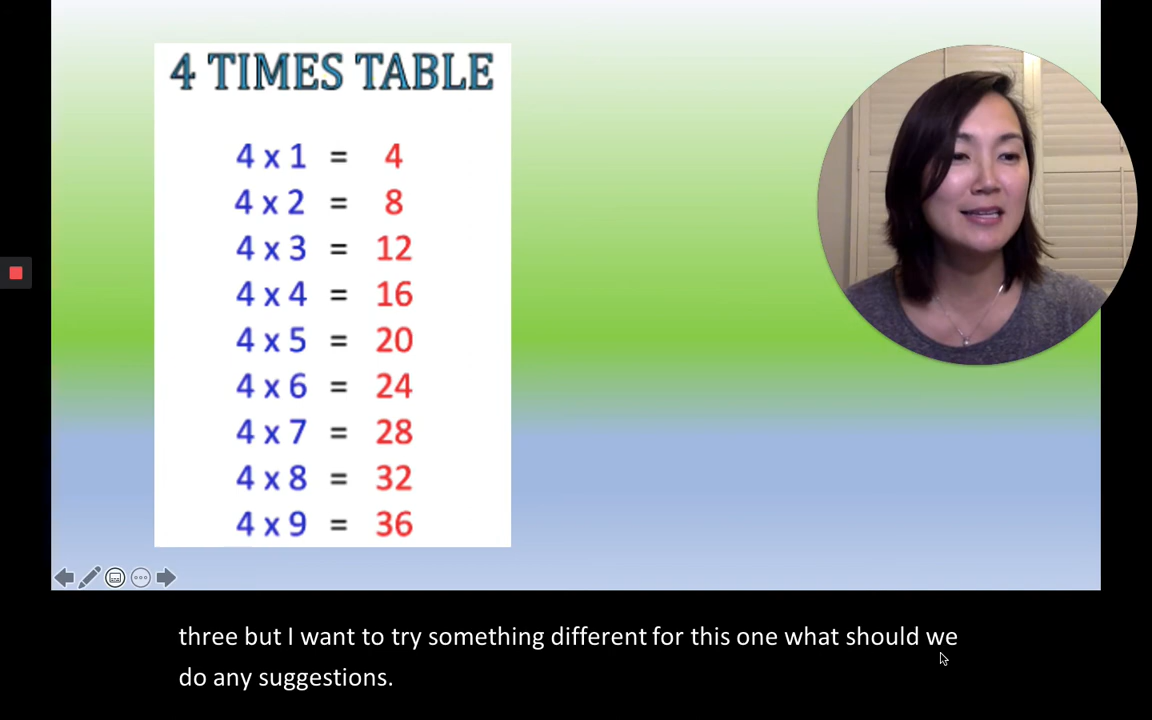 4 TIMES TABLE
4 x 1 = 4
4 x 2 = 8
4 x 3 = 12
4 x 4 = 16
4 x 5 = 20
4 x 6 = 24
4 x 7 = 28
4 x 8 = 32
4 x 9 = 36
three but I want to try something different for this one what should we
do any suggestions.